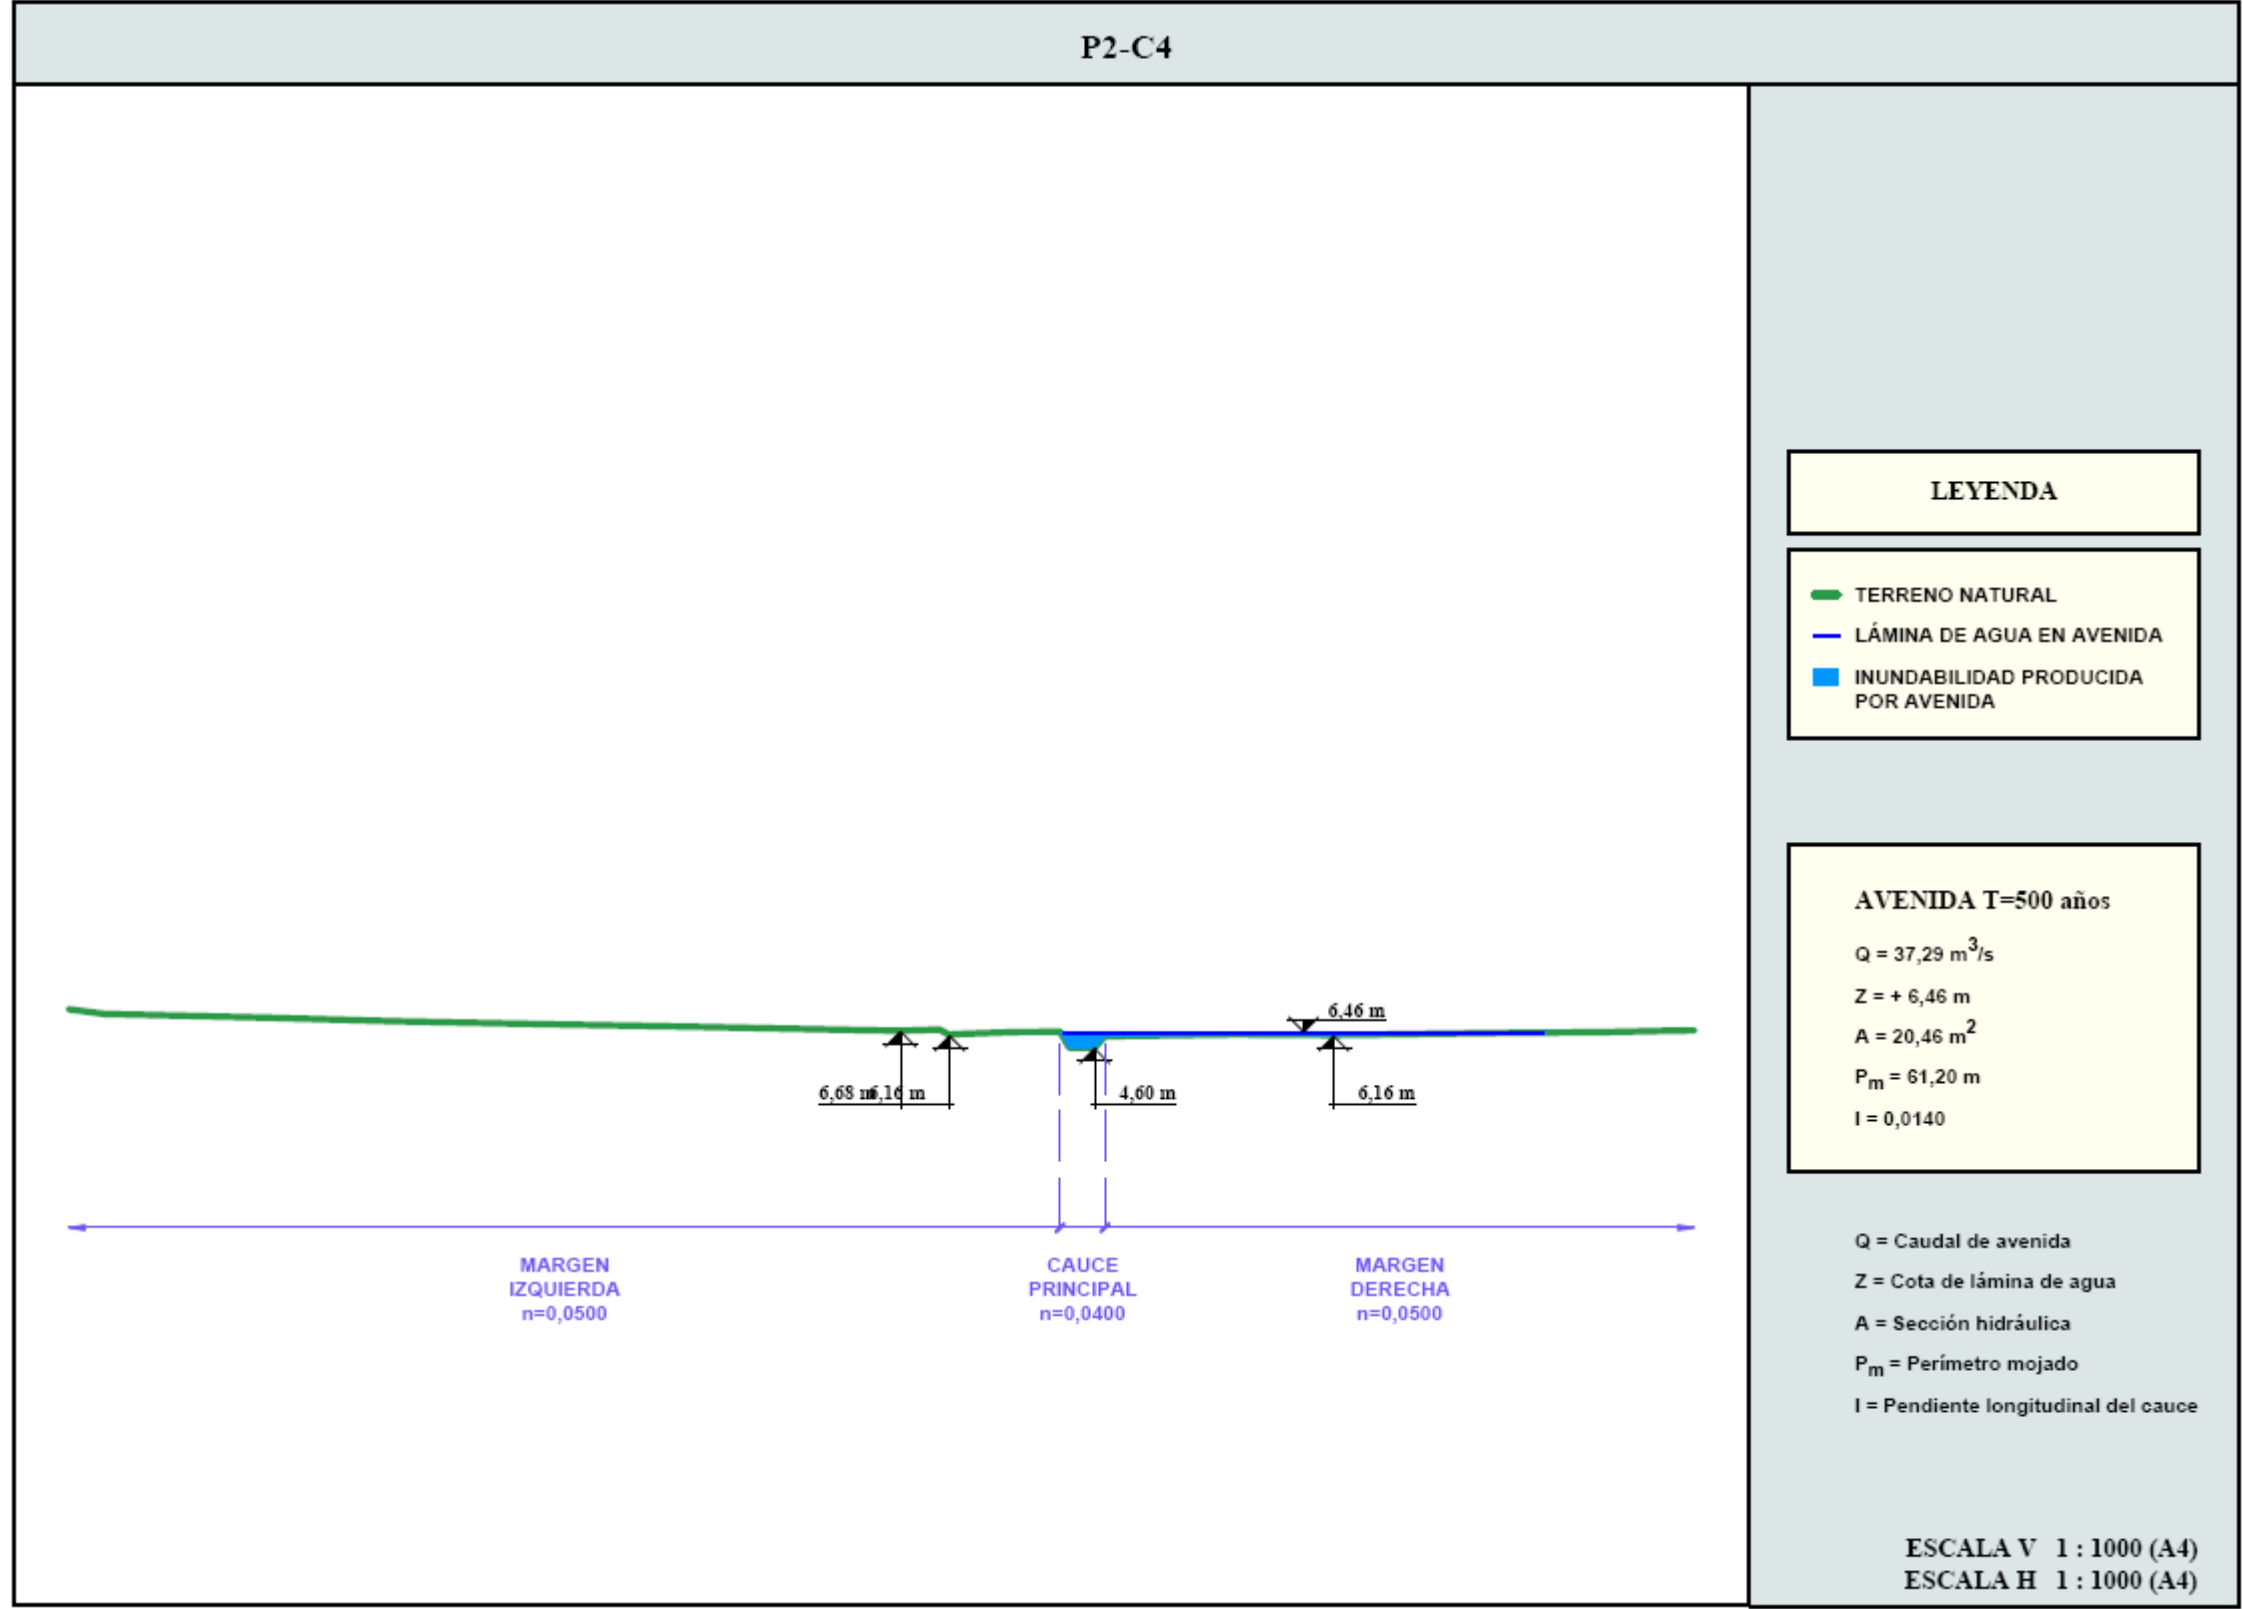 P2-C4
6,46 m
6,68 m
6,16 m
4,60 m
6,16 m
MARGEN
IZQUIERDA
n=0,0500
CAUCE
PRINCIPAL
n=0,0400
MARGEN
DERECHA
n=0,0500
LEYENDA
TERRENO NATURAL
LÁMINA DE AGUA EN AVENIDA
INUNDABILIDAD PRODUCIDA
POR AVENIDA
AVENIDA T=500 años
Q = 37,29 m³/s
Z = + 6,46 m
A = 20,46 m²
Pm = 61,20 m
I = 0,0140
Q = Caudal de avenida
Z = Cota de lámina de agua
A = Sección hidráulica
Pm = Perímetro mojado
I = Pendiente longitudinal del cauce
ESCALA V 1 : 1000 (A4)
ESCALA H 1 : 1000 (A4)